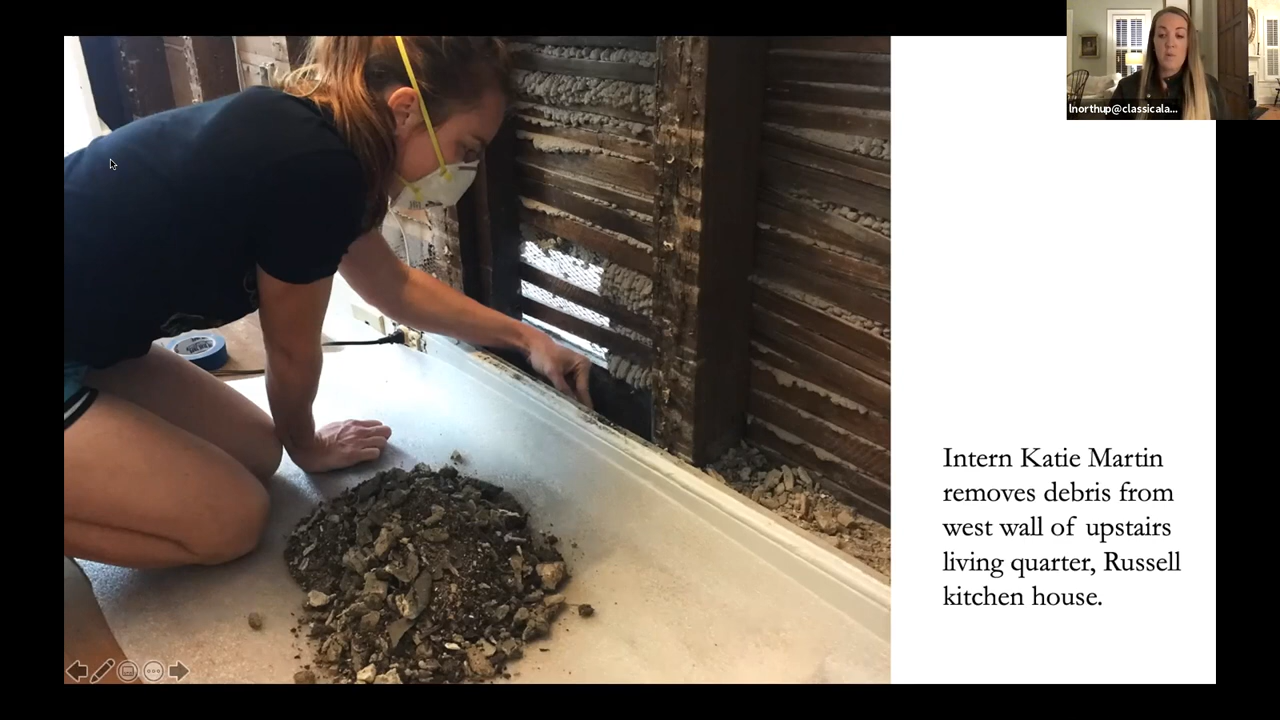 lnorthup@classicala...
Intern Katie Martin
removes debris from
west wall of upstairs
living quarter, Russell
kitchen house.